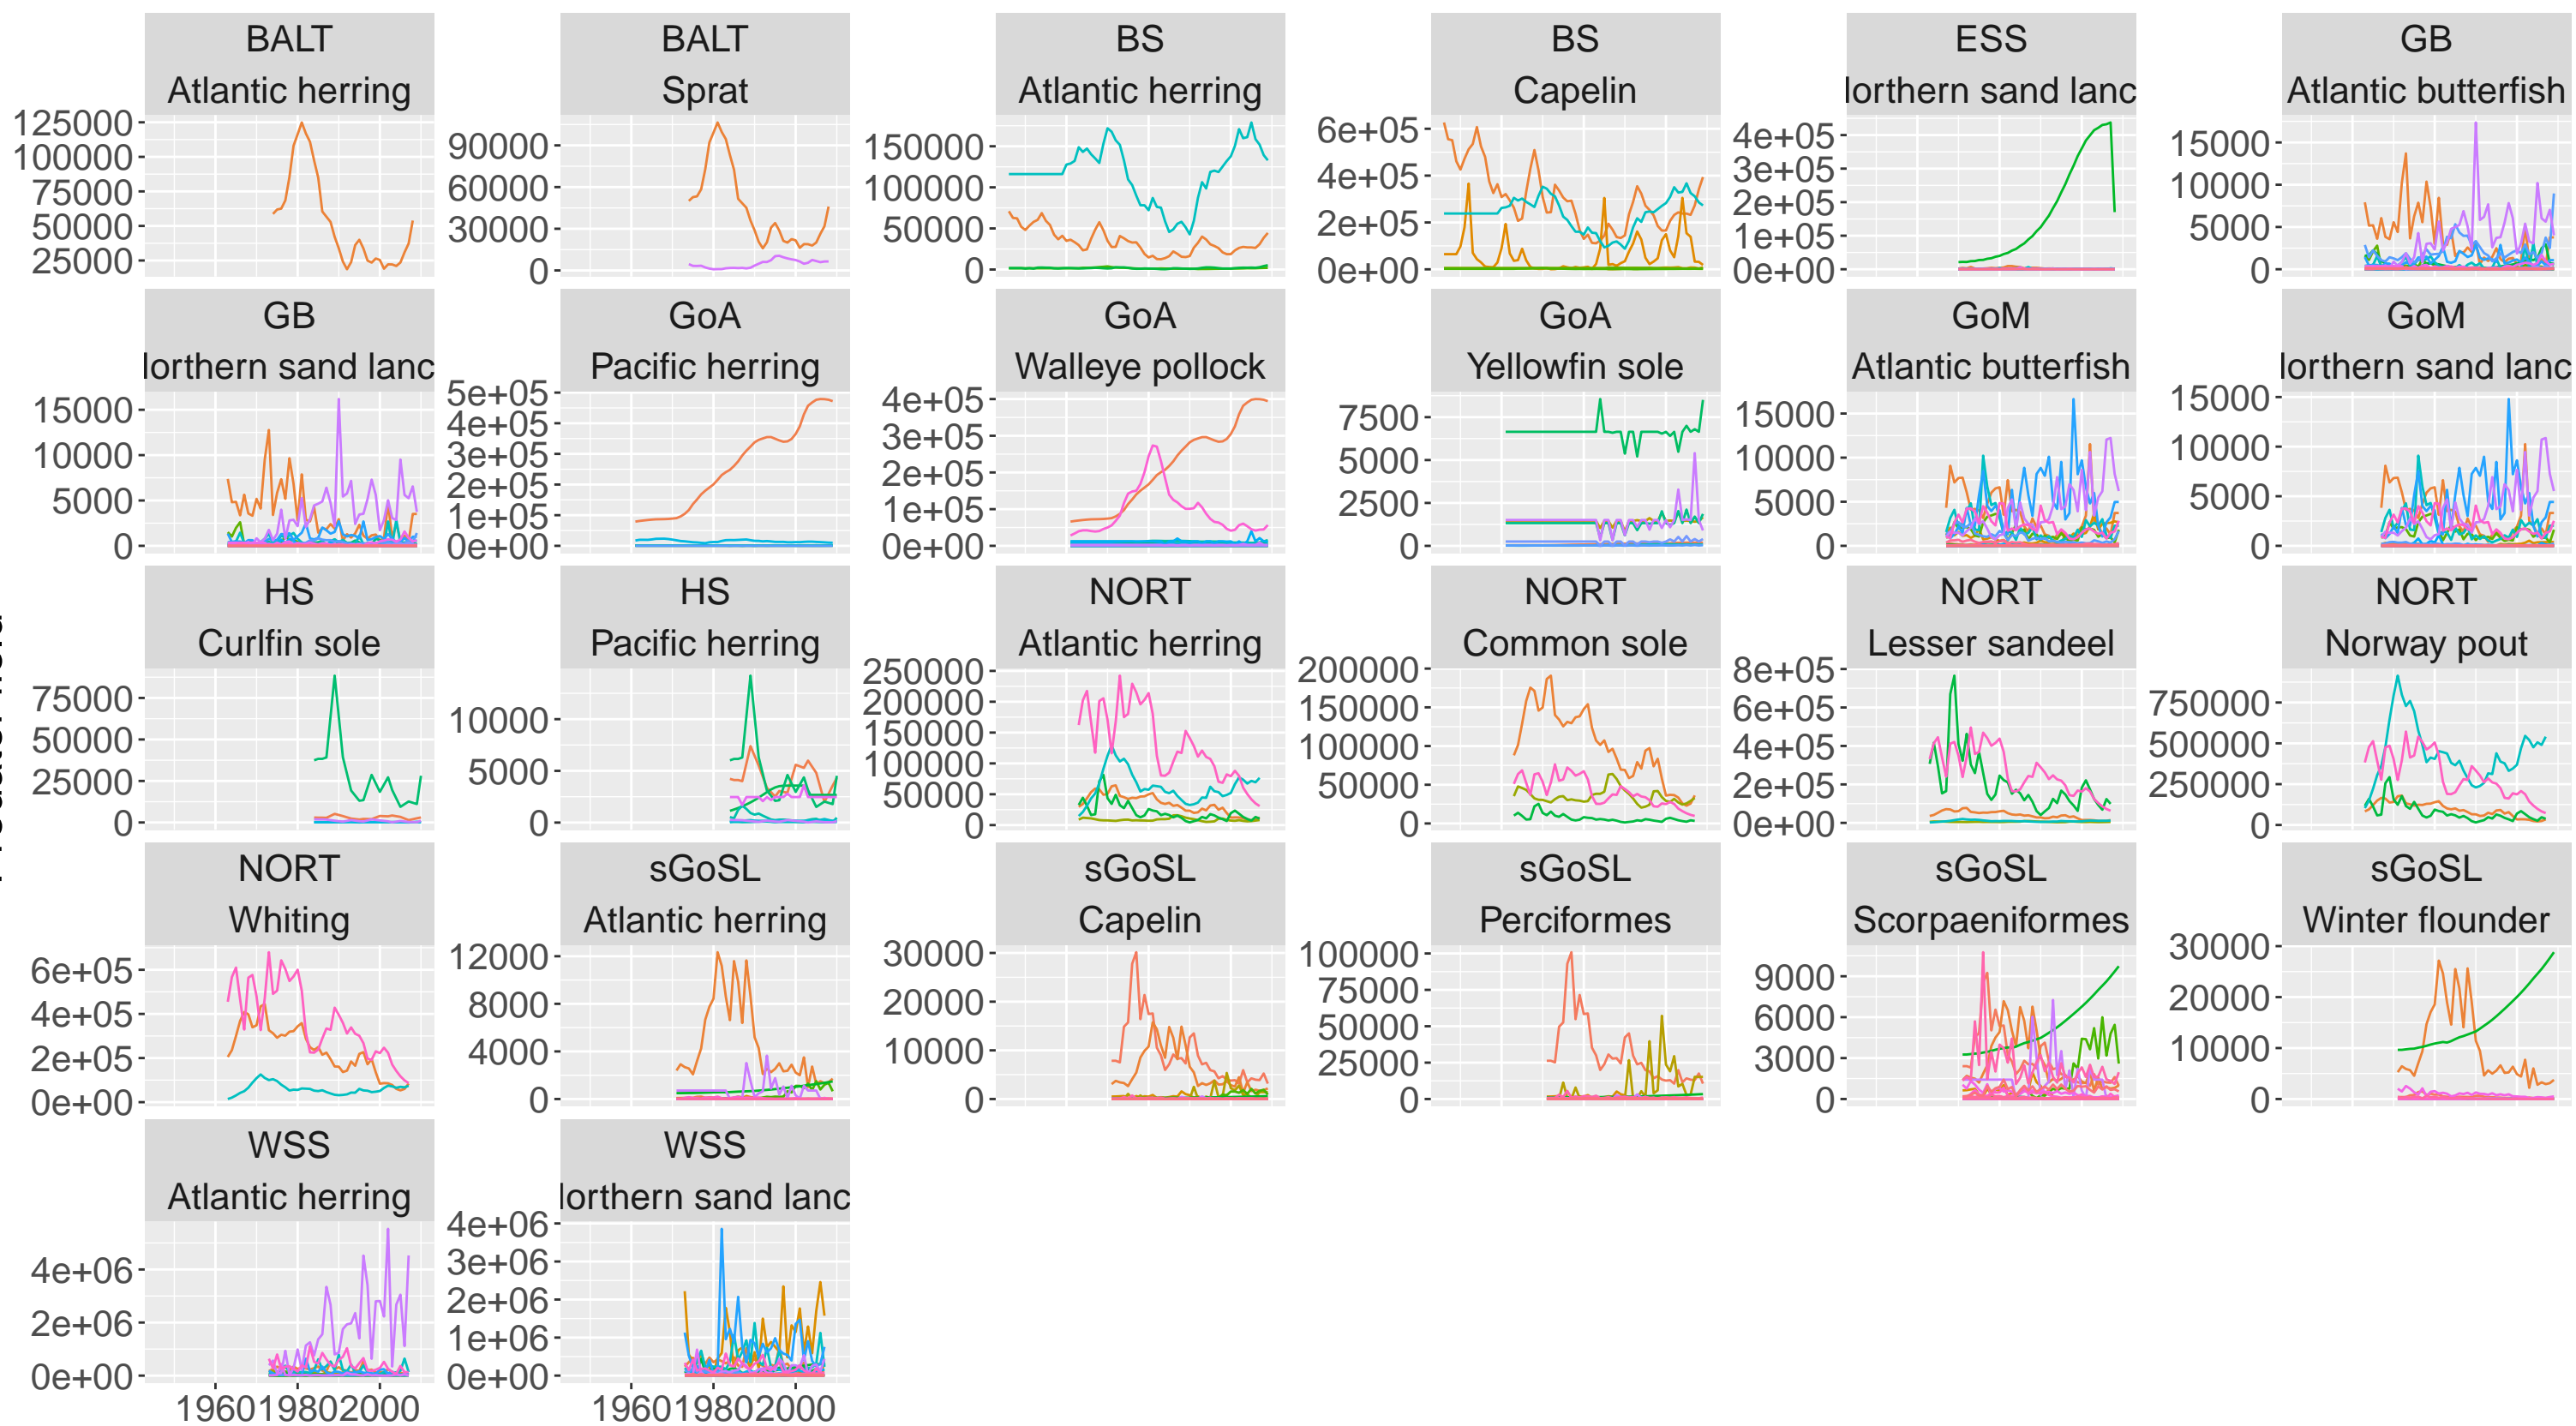 BALT
Atlantic herring
125000
100000
75000
50000
25000
BALT
Sprat
90000
60000
30000
0
BS
Atlantic herring
150000
100000
50000
0
BS
Capelin
6e+05
4e+05
2e+05
0e+00
ESS
orthern sand lanc
4e+05
3e+05
2e+05
1e+05
0e+00
GB
Atlantic butterfish
15000
10000
5000
0
GB
orthern sand lanc
15000
10000
5000
0
GoA
Pacific herring
5e+05
4e+05
3e+05
2e+05
1e+05
0e+00
GoA
Walleye pollock
4e+05
3e+05
2e+05
1e+05
0e+00
GoA
Yellowfin sole
7500
5000
2500
0
GoM
Atlantic butterfish
15000
10000
5000
0
GoM
orthern sand lanc
15000
10000
5000
0
HS
Curlfin sole
75000
50000
25000
0
HS
Pacific herring
10000
5000
0
NORT
Atlantic herring
250000
200000
150000
100000
50000
0
NORT
Common sole
200000
150000
100000
50000
0
NORT
Lesser sandeel
8e+05
6e+05
4e+05
2e+05
0e+00
NORT
Norway pout
750000
500000
250000
0
NORT
Whiting
6e+05
4e+05
2e+05
0e+00
sGoSL
Atlantic herring
12000
8000
4000
0
sGoSL
Capelin
30000
20000
10000
0
sGoSL
Perciformes
100000
75000
50000
25000
0
sGoSL
Scorpaeniformes
9000
6000
3000
0
sGoSL
Winter flounder
30000
20000
10000
0
WSS
Atlantic herring
4e+06
2e+06
0e+00
1960 1980 2000
WSS
orthern sand lanc
4e+06
3e+06
2e+06
1e+06
0e+00
1960 1980 2000